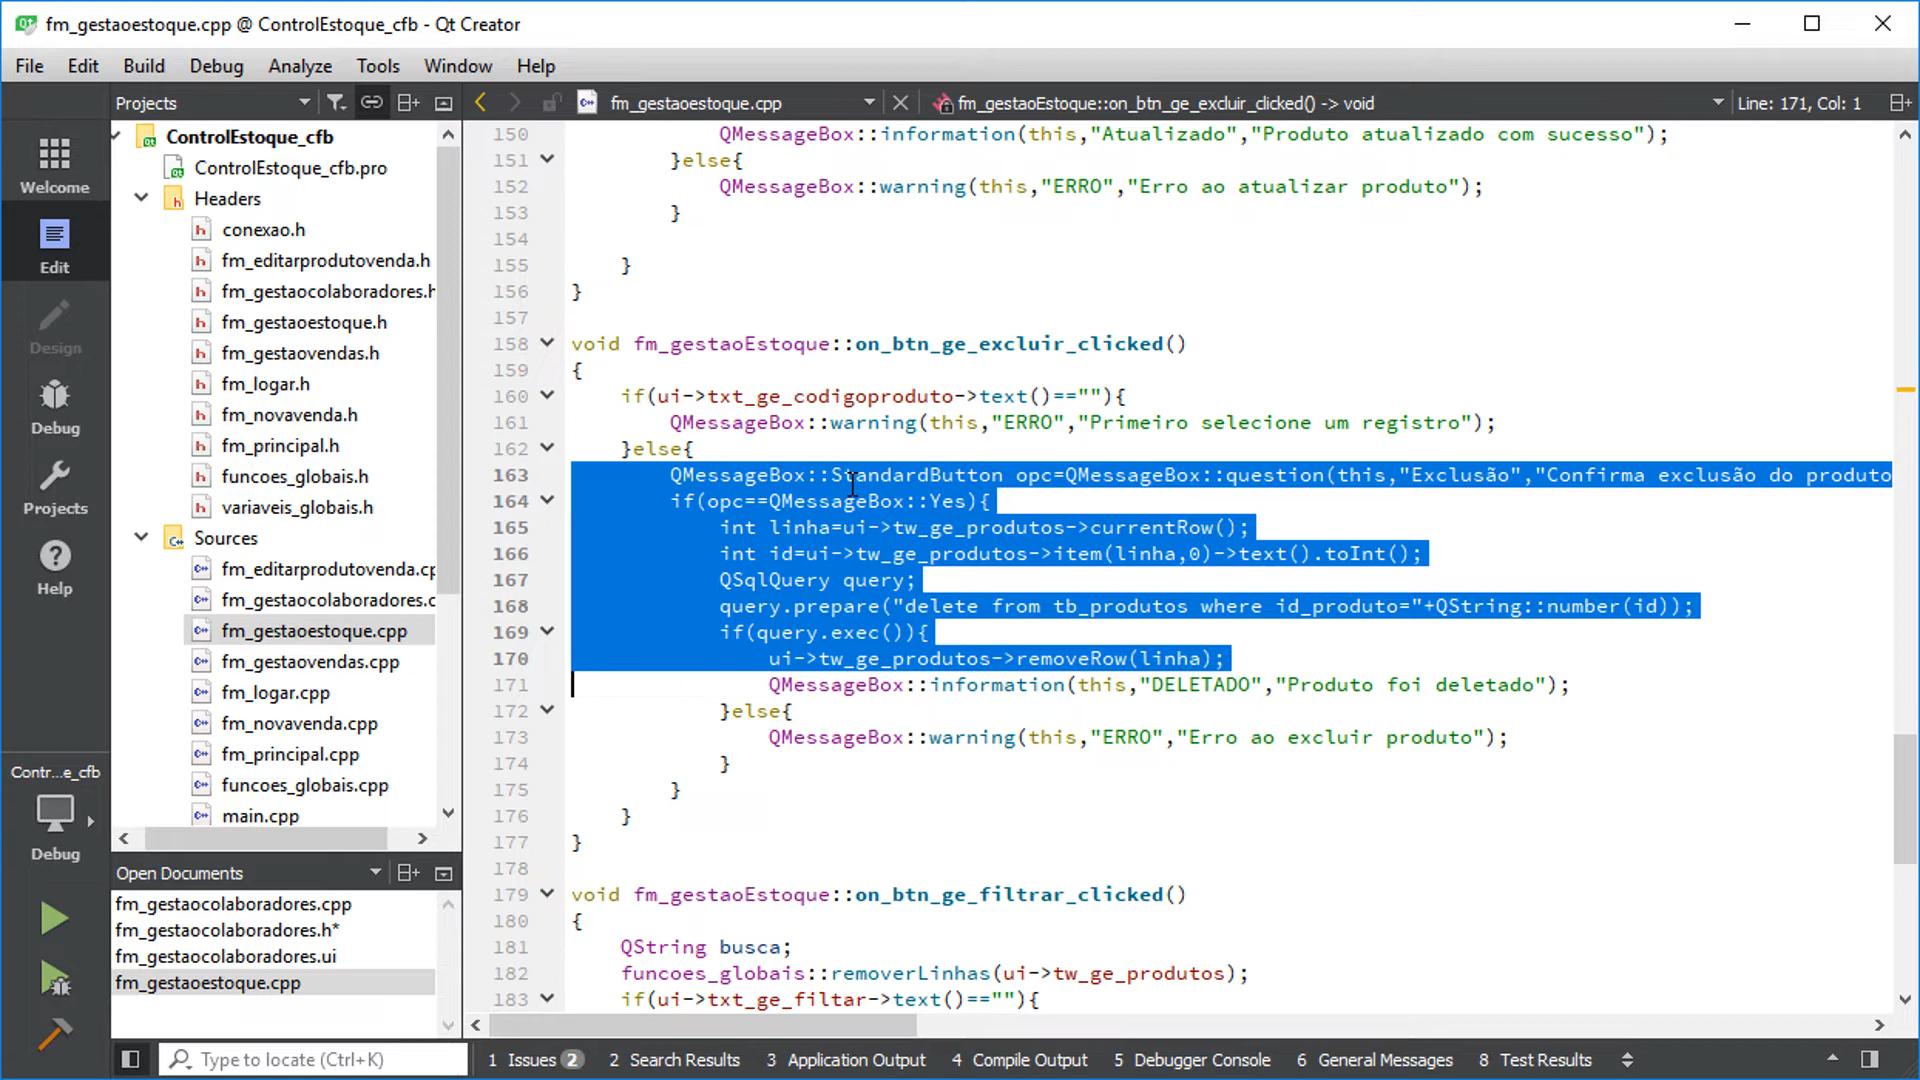 fm_gestaoestoque.cpp @ ControlEstoque_cfb - Qt Creator
File Edit Build Debug Analyze Tools Window Help
Projects
fm_gestaoestoque.cpp
fm_gestaoEstoque::on_btn_ge_excluir_clicked() -> void
Line: 171, Col: 1
Welcome
Edit
Design
Debug
Projects
Help
Contr...e_cfb
Debug
ControlEstoque_cfb
ControlEstoque_cfb.pro
Headers
conexao.h
fm_editarprodutovenda.h
fm_gestaocolaboradores.h
fm_gestaoestoque.h
fm_gestaovendas.h
fm_logar.h
fm_novavenda.h
fm_principal.h
funcoes_globais.h
variaveis_globais.h
Sources
fm_editarprodutovenda.cp
fm_gestaocolaboradores.c
fm_gestaoestoque.cpp
fm_gestaovendas.cpp
fm_logar.cpp
fm_novavenda.cpp
fm_principal.cpp
funcoes_globais.cpp
main.cpp
Open Documents
fm_gestaocolaboradores.cpp
fm_gestaocolaboradores.h*
fm_gestaocolaboradores.ui
fm_gestaoestoque.cpp
150 QMessageBox::information(this,"Atualizado","Produto atualizado com sucesso");
151 }else{
152 QMessageBox::warning(this,"ERRO","Erro ao atualizar produto");
153 }
154
155 }
156 }
157
158 void fm_gestaoEstoque::on_btn_ge_excluir_clicked()
159 {
160 if(ui->txt_ge_codigoproduto->text()==""){
161 QMessageBox::warning(this,"ERRO","Primeiro selecione um registro");
162 }else{
163 QMessageBox::StandardButton opc=QMessageBox::question(this,"Exclusão","Confirma exclusão do produto
164 if(opc==QMessageBox::Yes){
165 int linha=ui->tw_ge_produtos->currentRow();
166 int id=ui->tw_ge_produtos->item(linha,0)->text().toInt();
167 QSqlQuery query;
168 query.prepare("delete from tb_produtos where id_produto="+QString::number(id));
169 if(query.exec()){
170 ui->tw_ge_produtos->removeRow(linha);
171 QMessageBox::information(this,"DELETADO","Produto foi deletado");
172 }else{
173 QMessageBox::warning(this,"ERRO","Erro ao excluir produto");
174 }
175 }
176 }
177 }
178
179 void fm_gestaoEstoque::on_btn_ge_filtrar_clicked()
180 {
181 QString busca;
182 funcoes_globais::removerLinhas(ui->tw_ge_produtos);
183 if(ui->txt_ge_filtar->text()==""){
Type to locate (Ctrl+K)
1 Issues 2 2 Search Results 3 Application Output 4 Compile Output 5 Debugger Console 6 General Messages 8 Test Results